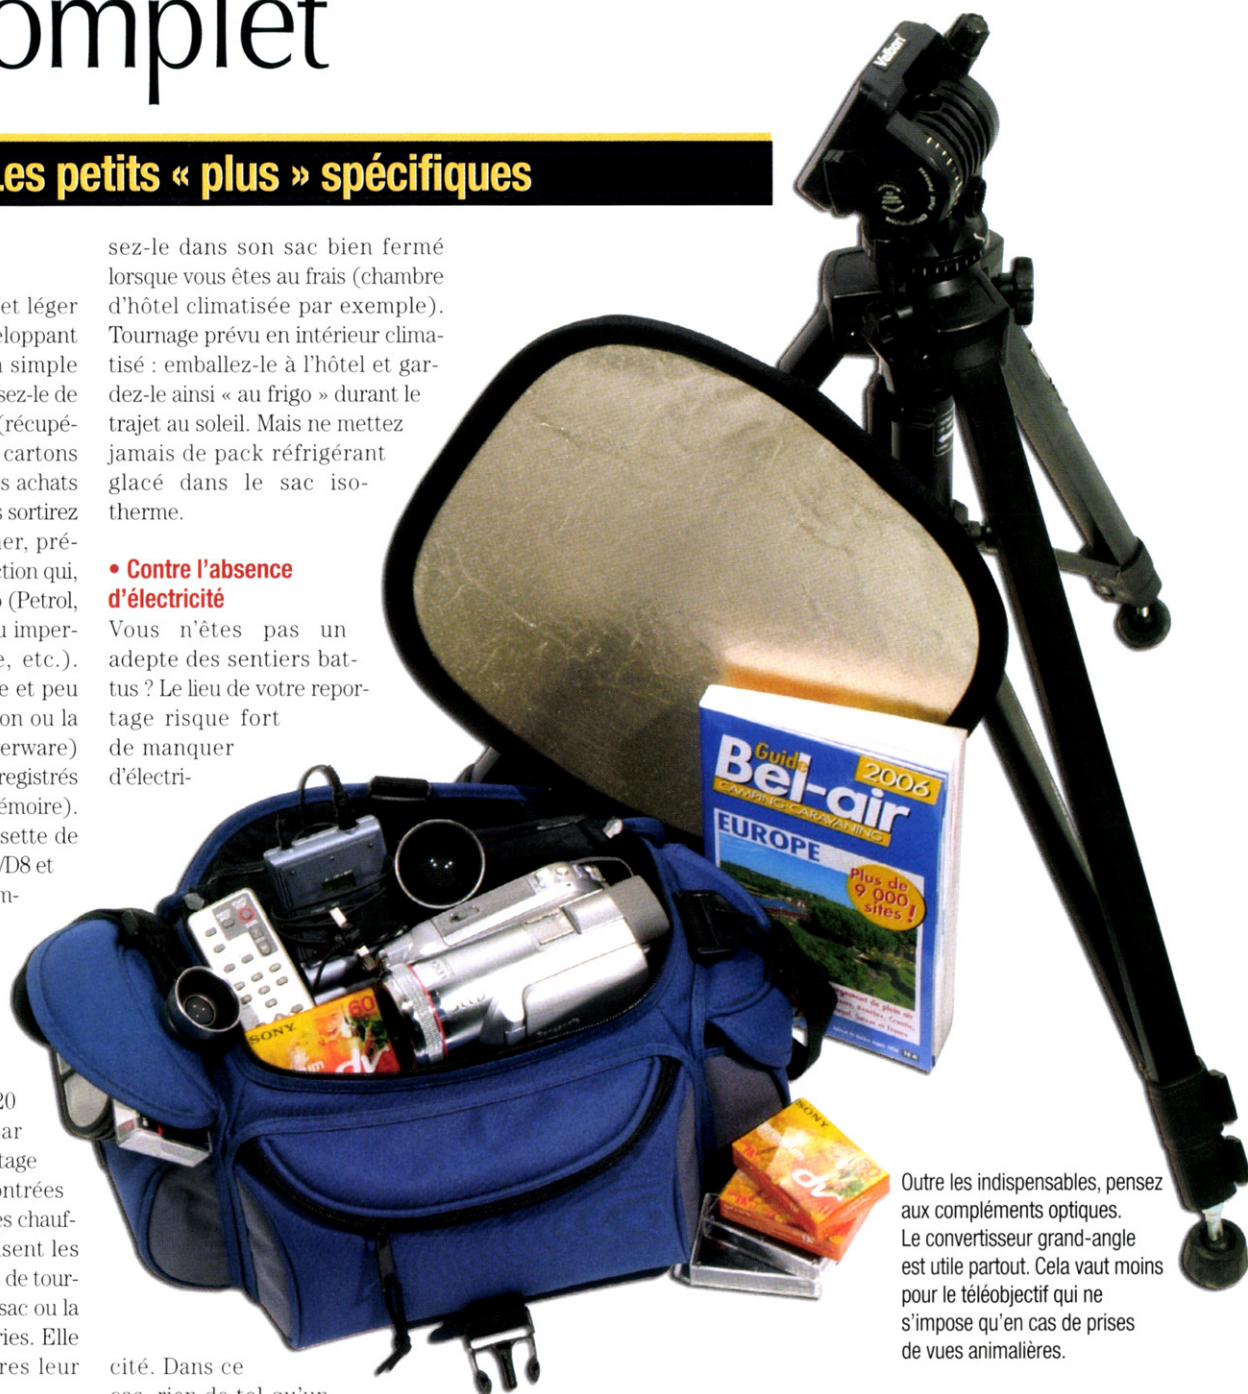 omplet
Les petits « plus » spécifiques
et léger
eloppant
simple
sez-le de
(récupé-
cartons
s achats
s sortirez
er, pré-
ction qui,
(Petrol,
u imper-
e, etc.).
e et peu
on ou la
erware)
registrés
émoire).
sette de
/D8 et
m-
20
ar
tage
ontrées
es chauf-
sent les
de tour-
sac ou la
ries. Elle
res leur
sez-le dans son sac bien fermé
lorsque vous êtes au frais (chambre
d'hôtel climatisée par exemple).
Tournage prévu en intérieur clima-
tisé : emballez-le à l'hôtel et gar-
dez-le ainsi « au frigo » durant le
trajet au soleil. Mais ne mettez
jamais de pack réfrigérant
glacé dans le sac iso-
therme.
• Contre l'absence
d'électricité
Vous n'êtes pas un
adepte des sentiers bat-
tus ? Le lieu de votre repor-
tage risque fort
de manquer
d'électri-
cité. Dans ce
cas, rien de tel qu'un
Velbon
Guide
Bel-air
2006
CAMPING-CARAVANING
EUROPE
Plus de
9 000
sites !
SONY
60
dv
SONY
60
dv
Outre les indispensables, pensez
aux compléments optiques.
Le convertisseur grand-angle
est utile partout. Cela vaut moins
pour le téléobjectif qui ne
s'impose qu'en cas de prises
de vues animalières.